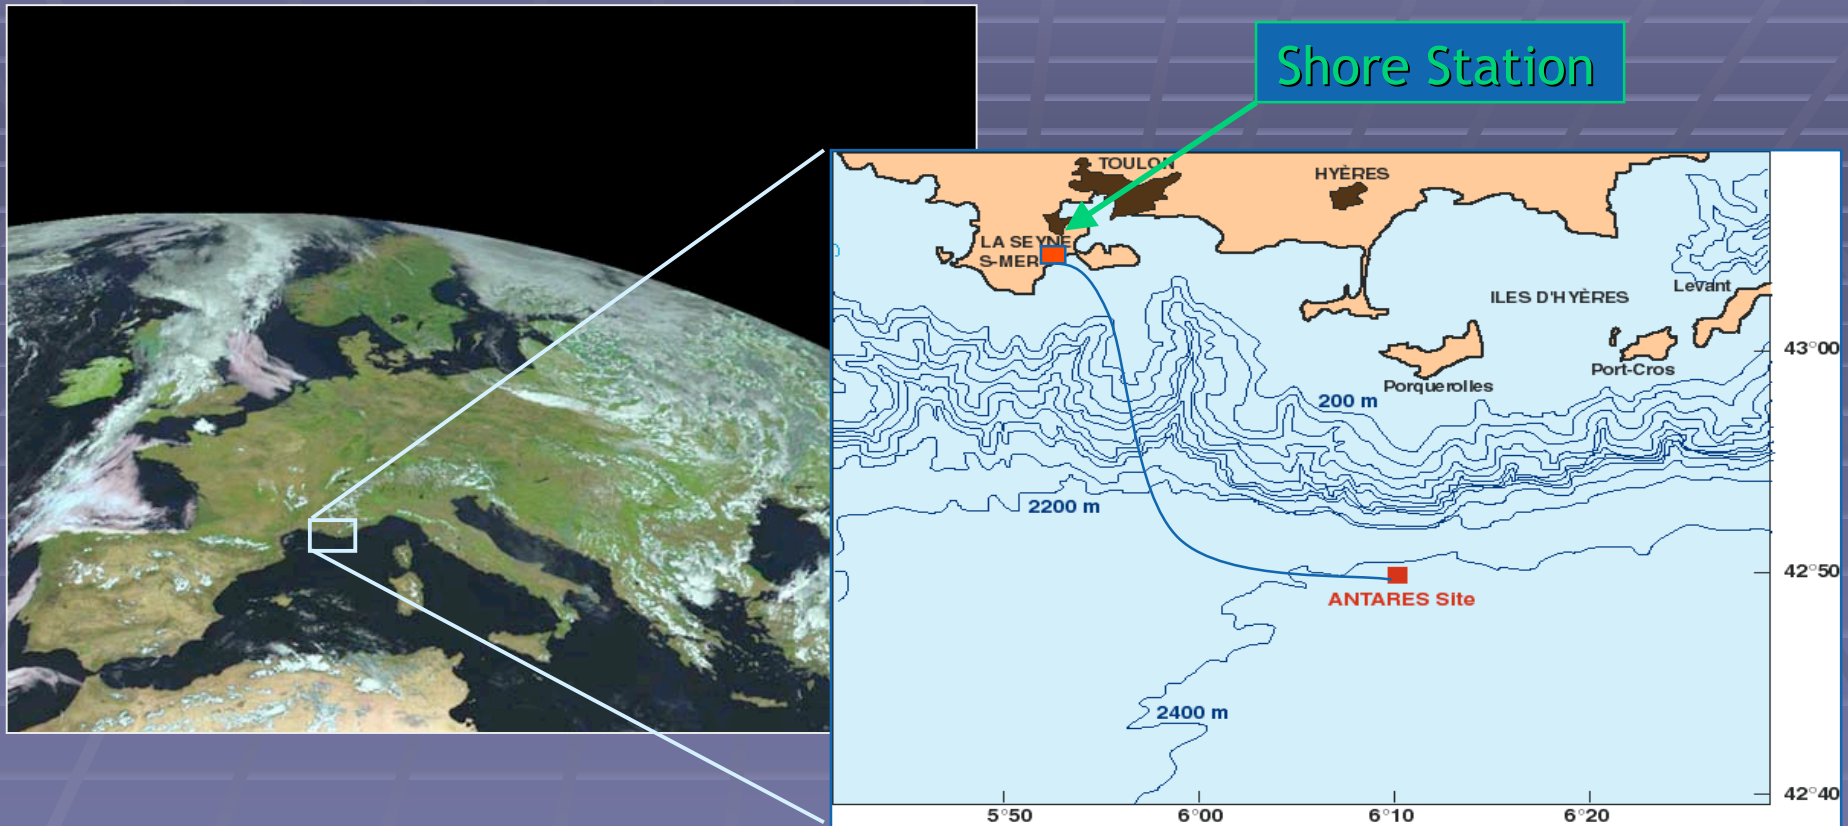 Shore Station
TOULON
HYÈRES
LA SEYNE
S-MER
ILES D'HYÈRES
Levant
43°00
Port-Cros
Porquerolles
200 m
2200 m
42°50
ANTARES Site
2400 m
42°40
5°50
6°00
6°10
6°20